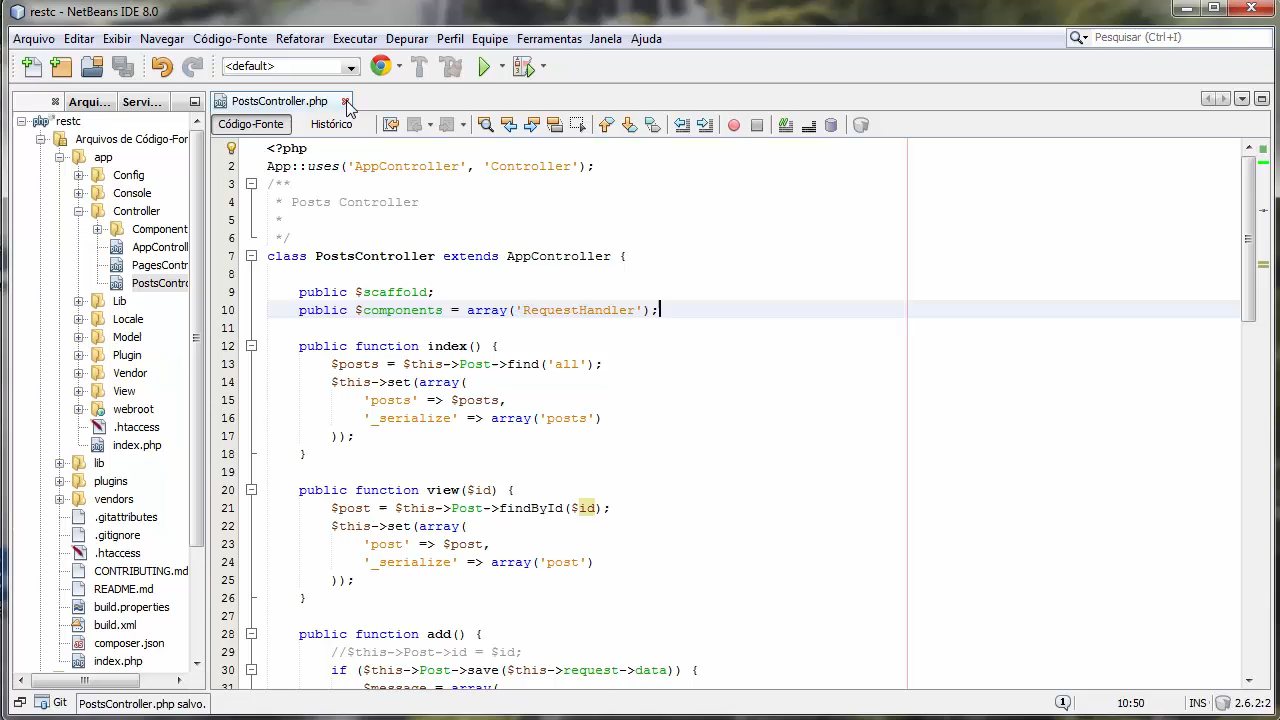 restc - NetBeans IDE 8.0
Arquivo Editar Exibir Navegar Código-Fonte Refatorar Executar Depurar Perfil Equipe Ferramentas Janela Ajuda
Pesquisar (Ctrl+I)
<default>
Arqui... Servi...
PostsController.php
Código-Fonte Histórico
restc
Arquivos de Código-Fon
app
Config
Console
Controller
Component
AppControll
PagesContr
PostsContro
Lib
Locale
Model
Plugin
Vendor
View
webroot
.htaccess
index.php
lib
plugins
vendors
.gitattributes
.gitignore
.htaccess
CONTRIBUTING.md
README.md
build.properties
build.xml
composer.json
index.php
1 <?php
2 App::uses('AppController', 'Controller');
3 /**
4 * Posts Controller
5 *
6 */
7 class PostsController extends AppController {
8
9 public $scaffold;
10 public $components = array('RequestHandler');
11
12 public function index() {
13 $posts = $this->Post->find('all');
14 $this->set(array(
15 'posts' => $posts,
16 '_serialize' => array('posts')
17 ));
18 }
19
20 public function view($id) {
21 $post = $this->Post->findById($id);
22 $this->set(array(
23 'post' => $post,
24 '_serialize' => array('post')
25 ));
26 }
27
28 public function add() {
29 //$this->Post->id = $id;
30 if ($this->Post->save($this->request->data)) {
31 $message = array(
Git
PostsController.php salvo.
1
10:50
INS
2.6.2:2